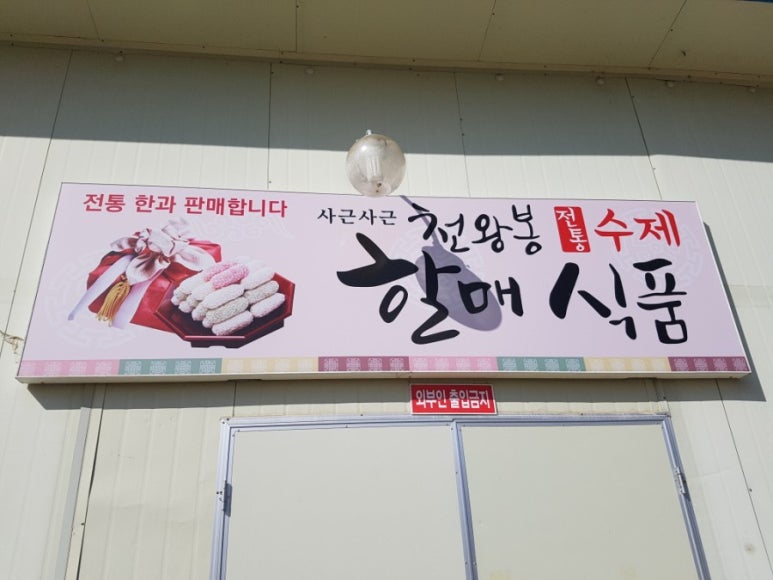 전통 한과 판매합니다
사근사근 천왕봉 전통 수제
할매 식품
외부인 출입금지